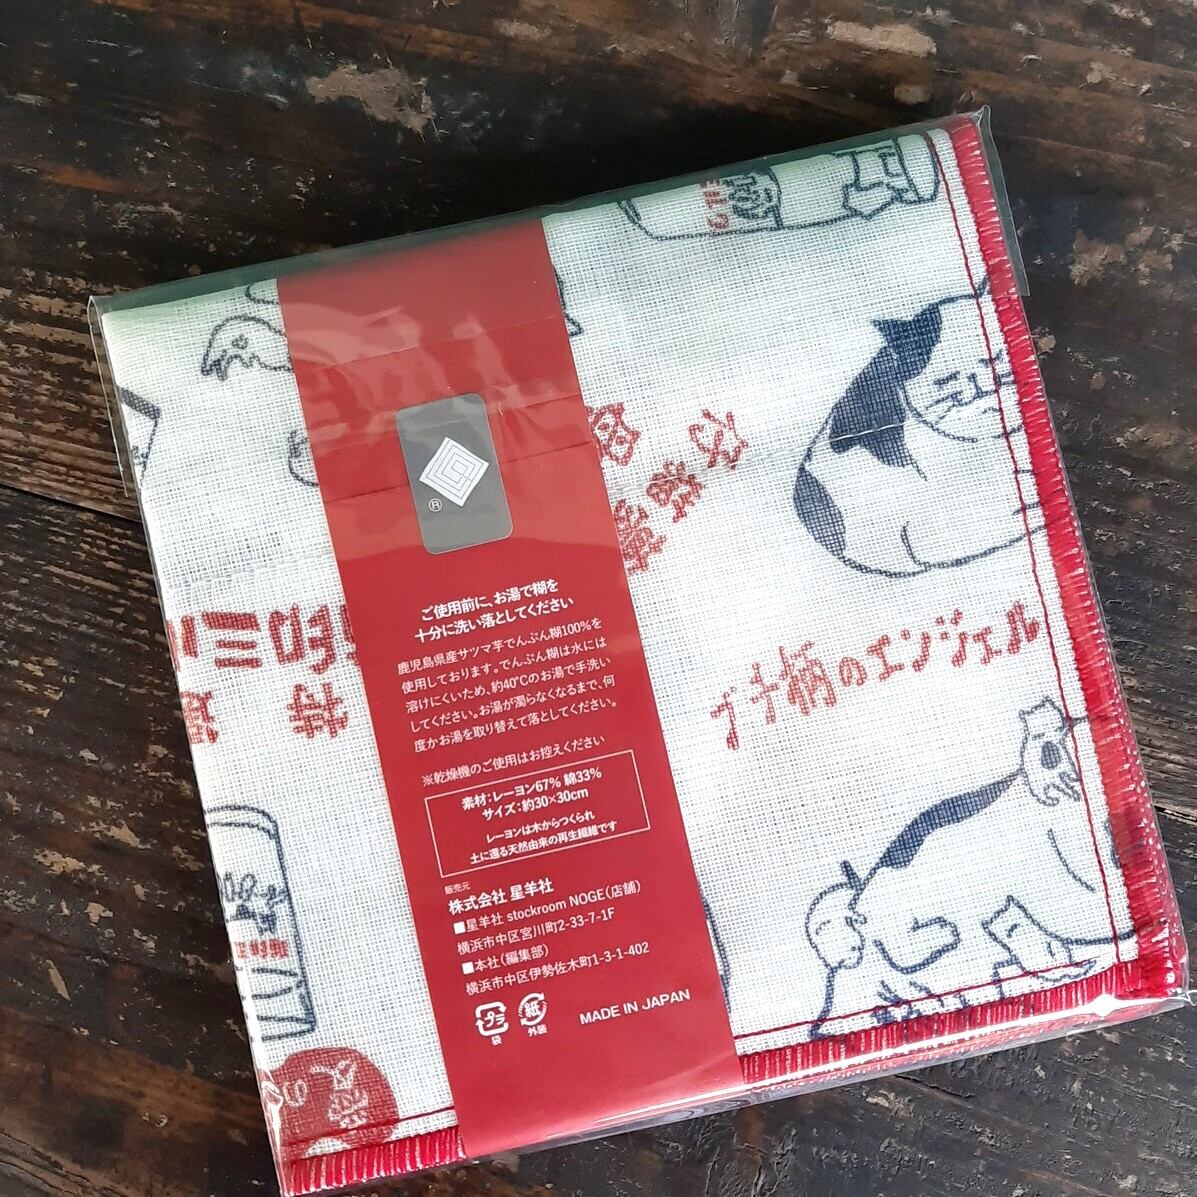 ®
ご使用前に、お湯で糊を
十分に洗い落としてください
鹿児島県産サツマ芋でんぷん糊100%を
使用しております。でんぷん糊は水には
溶けにくいため、約40℃のお湯で手洗い
してください。お湯が濁らなくなるまで、何
度かお湯を取り替えて落としてください。
※乾燥機のご使用はお控えください
素材:レーヨン67% 綿33%
サイズ:約30×30cm
レーヨンは木からつくられ
土に還る天然由来の再生繊維です
販売元
株式会社 星羊社
■星羊社 stockroom NOGE(店舗)
横浜市中区宮川町2-33-7-1F
■本社(編集部)
横浜市中区伊勢佐木町1-3-1-402
プラ
袋
紙
外装
MADE IN JAPAN
ブチ柄のエンジェル
印ミル
特